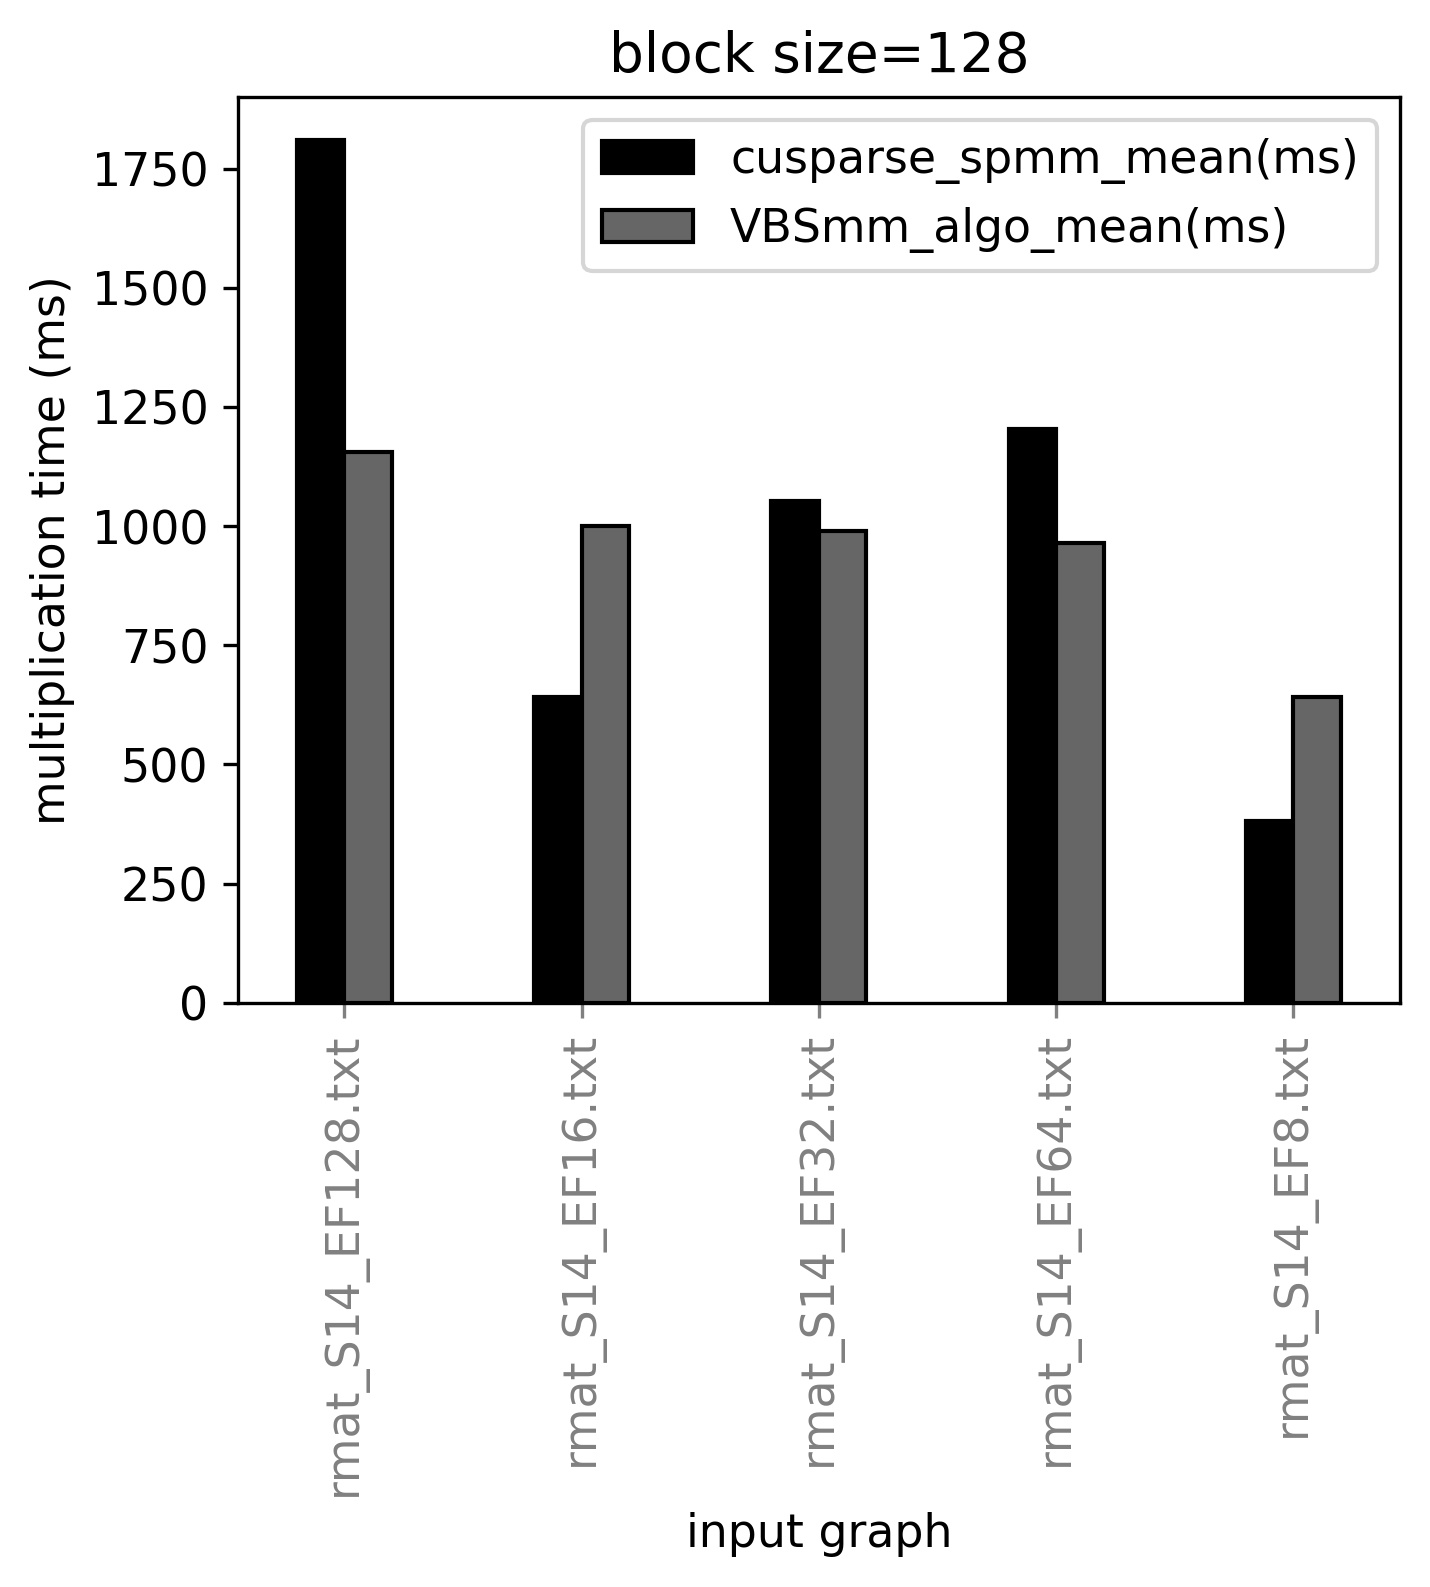 block size=128
cusparse_spmm_mean(ms)
VBSmm_algo_mean(ms)
multiplication time (ms)
1750
1500
1250
1000
750
500
250
0
rmat_S14_EF128.txt
rmat_S14_EF16.txt
rmat_S14_EF32.txt
rmat_S14_EF64.txt
rmat_S14_EF8.txt
input graph